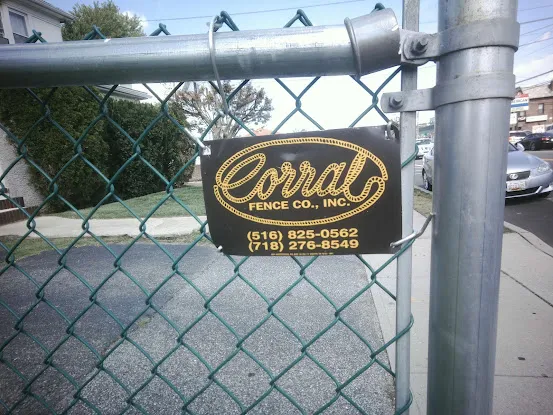 Corral
FENCE CO., INC.
(516) 825-0562
(718) 276-8549